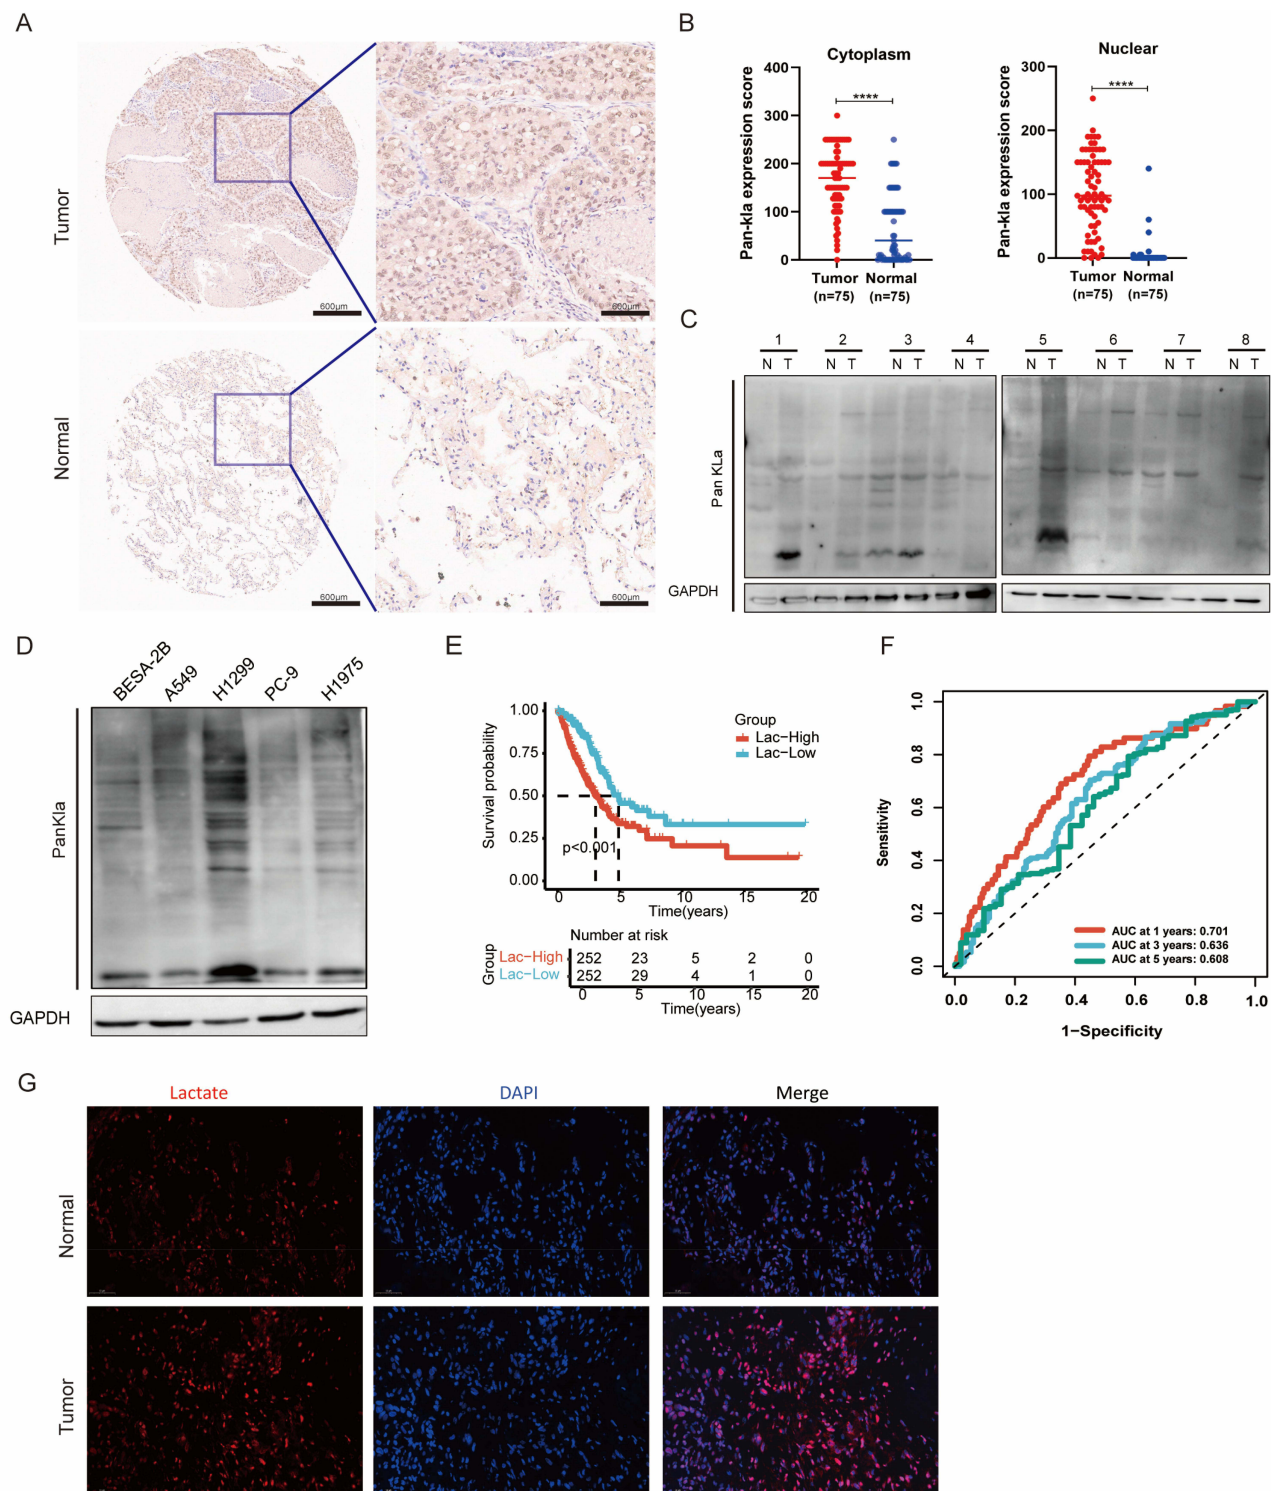 A
Tumor
600μm
600μm
Normal
600μm
600μm
B
Cytoplasm
Pan-kla expression score
400
300
200
100
0
****
Tumor
(n=75)
Normal
(n=75)
Nuclear
Pan-kla expression score
300
200
100
0
****
Tumor
(n=75)
Normal
(n=75)
C
1 2 3 4 5 6 7 8
N T N T N T N T N T N T N T N T
Pan KLa
GAPDH
D
BESA-2B
A549
H1299
PC-9
H1975
PanKla
GAPDH
E
Survival probability
1.00
0.75
0.50
0.25
0.00
p<0.001
Group
Lac-High
Lac-Low
0 5 10 15 20
Time(years)
Number at risk
Group
Lac-High 252 23 5 2 0
Lac-Low 252 29 4 1 0
0 5 10 15 20
Time(years)
F
Sensitivity
1.0
0.8
0.6
0.4
0.2
0.0
AUC at 1 years: 0.701
AUC at 3 years: 0.636
AUC at 5 years: 0.608
0.0 0.2 0.4 0.6 0.8 1.0
1-Specificity
G
Lactate DAPI Merge
Normal
Tumor